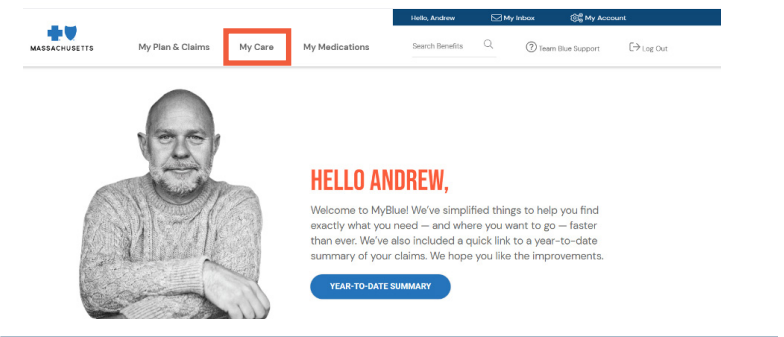 Hello, Andrew My Inbox My Account
MASSACHUSETTS My Plan & Claims My Care My Medications Search Benefits Team Blue Support Log Out
HELLO ANDREW,
Welcome to MyBlue! We've simplified things to help you find
exactly what you need — and where you want to go — faster
than ever. We've also included a quick link to a year-to-date
summary of your claims. We hope you like the improvements.
YEAR-TO-DATE SUMMARY